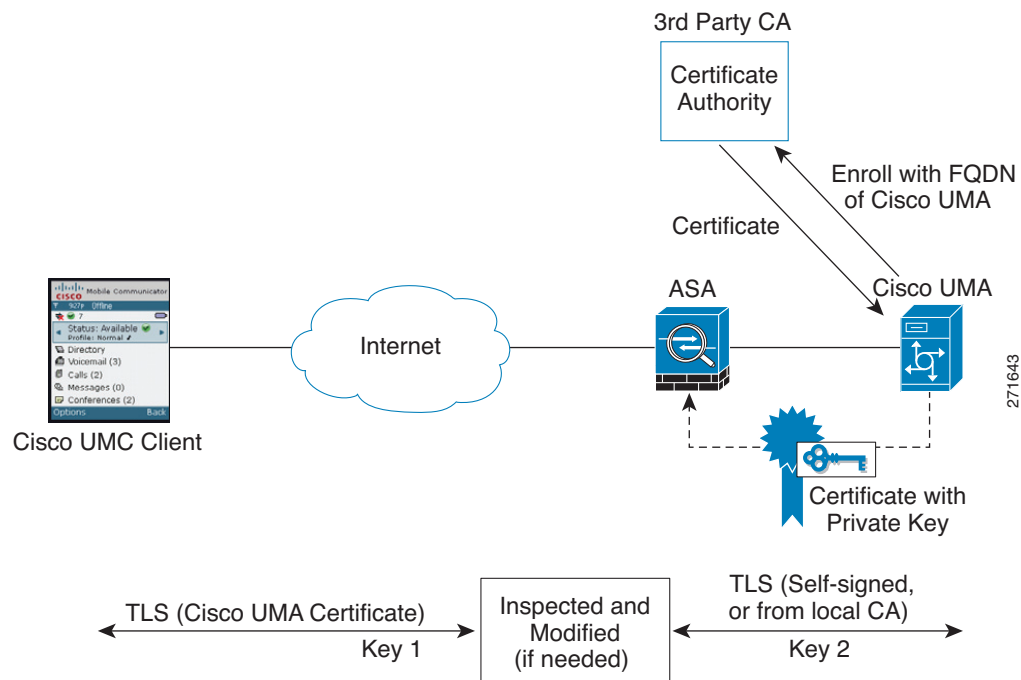 3rd Party CA
Certificate
Authority
Enroll with FQDN
of Cisco UMA
Certificate
Cisco UMA
ASA
Internet
CISCO Mobile Communicator
927P Offline
7
Status: Available
Profile: Normal
Directory
Voicemail (3)
Calls (2)
Messages (0)
Conferences (2)
Options Back
Cisco UMC Client
271643
Certificate with
Private Key
TLS (Cisco UMA Certificate)
Key 1
Inspected and
Modified
(if needed)
TLS (Self-signed,
or from local CA)
Key 2